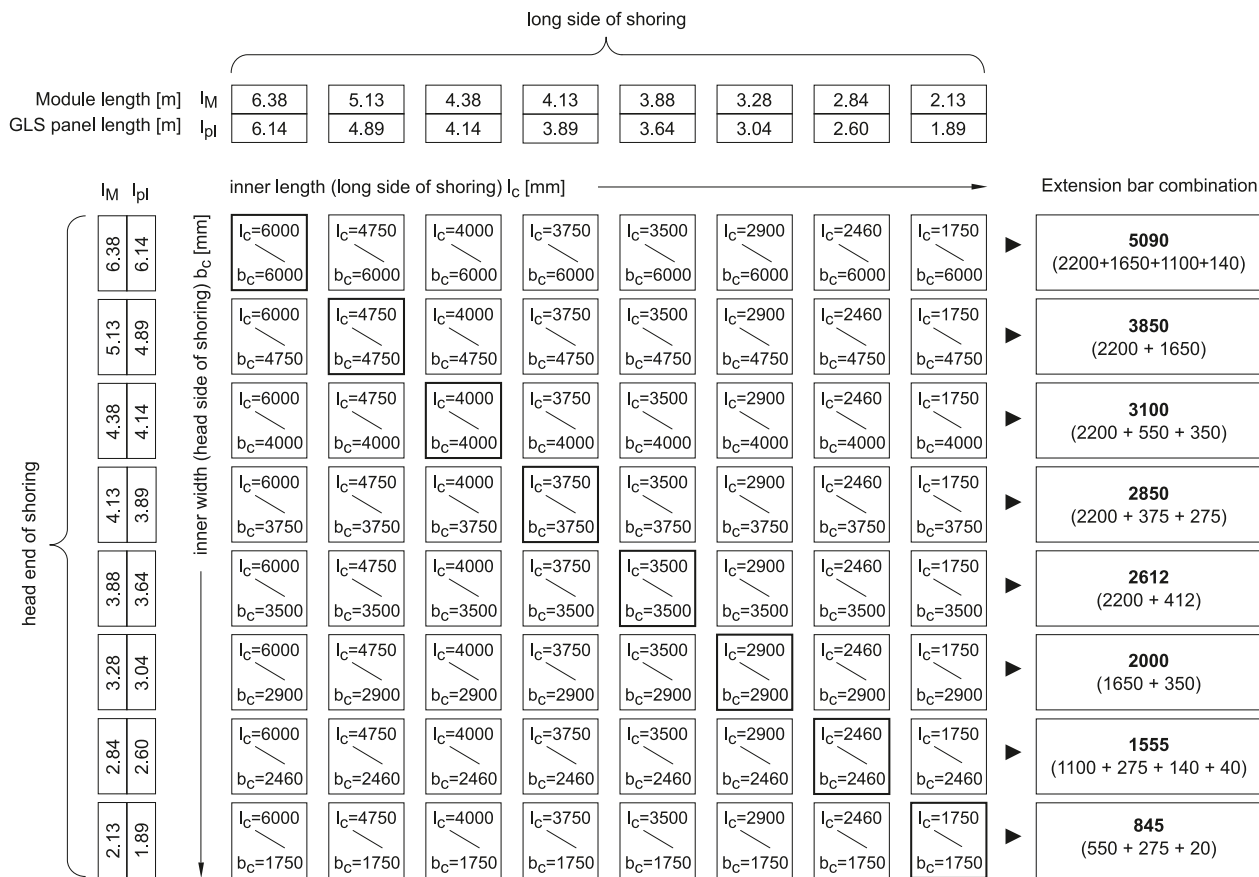 long side of shoring
Module length [m] lM 6.38 5.13 4.38 4.13 3.88 3.28 2.84 2.13
GLS panel length [m] lpl 6.14 4.89 4.14 3.89 3.64 3.04 2.60 1.89
lM lpl inner length (long side of shoring) lc [mm] Extension bar combination
head end of shoring
inner width (head side of shoring) bc [mm]
6.38 6.14
lc=6000 lc=4750 lc=4000 lc=3750 lc=3500 lc=2900 lc=2460 lc=1750
bc=6000 bc=6000 bc=6000 bc=6000 bc=6000 bc=6000 bc=6000 bc=6000
5090
(2200+1650+1100+140)
5.13 4.89
lc=6000 lc=4750 lc=4000 lc=3750 lc=3500 lc=2900 lc=2460 lc=1750
bc=4750 bc=4750 bc=4750 bc=4750 bc=4750 bc=4750 bc=4750 bc=4750
3850
(2200 + 1650)
4.38 4.14
lc=6000 lc=4750 lc=4000 lc=3750 lc=3500 lc=2900 lc=2460 lc=1750
bc=4000 bc=4000 bc=4000 bc=4000 bc=4000 bc=4000 bc=4000 bc=4000
3100
(2200 + 550 + 350)
4.13 3.89
lc=6000 lc=4750 lc=4000 lc=3750 lc=3500 lc=2900 lc=2460 lc=1750
bc=3750 bc=3750 bc=3750 bc=3750 bc=3750 bc=3750 bc=3750 bc=3750
2850
(2200 + 375 + 275)
3.88 3.64
lc=6000 lc=4750 lc=4000 lc=3750 lc=3500 lc=2900 lc=2460 lc=1750
bc=3500 bc=3500 bc=3500 bc=3500 bc=3500 bc=3500 bc=3500 bc=3500
2612
(2200 + 412)
3.28 3.04
lc=6000 lc=4750 lc=4000 lc=3750 lc=3500 lc=2900 lc=2460 lc=1750
bc=2900 bc=2900 bc=2900 bc=2900 bc=2900 bc=2900 bc=2900 bc=2900
2000
(1650 + 350)
2.84 2.60
lc=6000 lc=4750 lc=4000 lc=3750 lc=3500 lc=2900 lc=2460 lc=1750
bc=2460 bc=2460 bc=2460 bc=2460 bc=2460 bc=2460 bc=2460 bc=2460
1555
(1100 + 275 + 140 + 40)
2.13 1.89
lc=6000 lc=4750 lc=4000 lc=3750 lc=3500 lc=2900 lc=2460 lc=1750
bc=1750 bc=1750 bc=1750 bc=1750 bc=1750 bc=1750 bc=1750 bc=1750
845
(550 + 275 + 20)